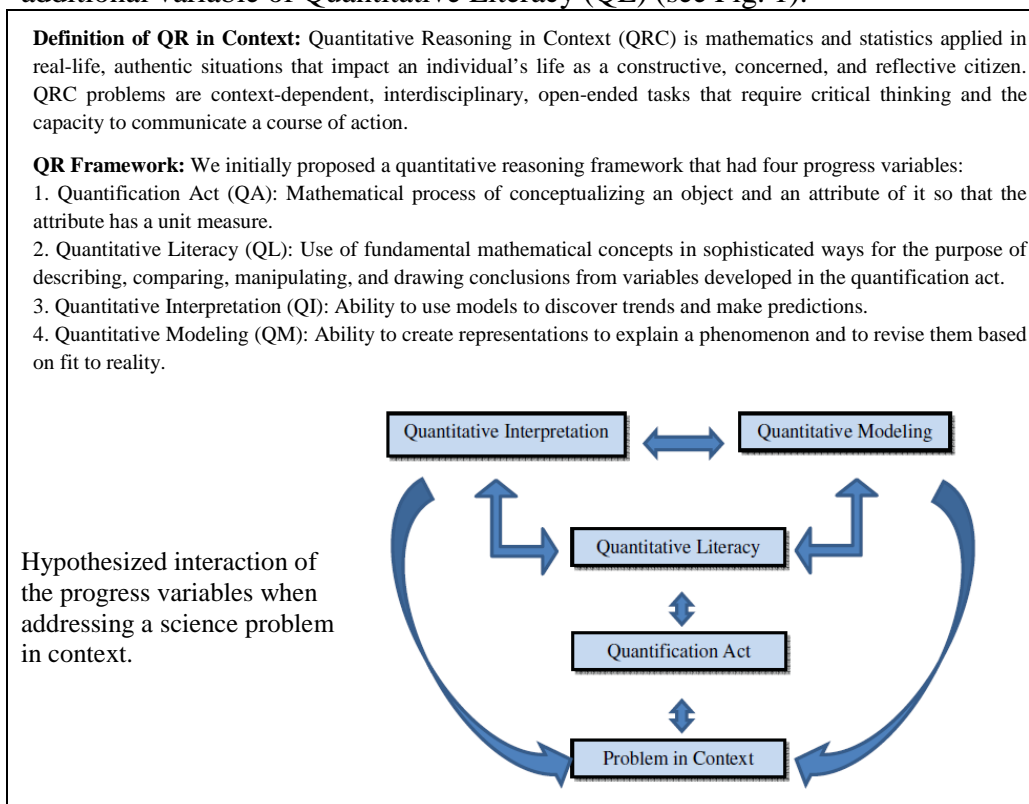 additional variable of Quantitative Literacy (QL) (see Fig. 1).
Definition of QR in Context: Quantitative Reasoning in Context (QRC) is mathematics and statistics applied in
real-life, authentic situations that impact an individual's life as a constructive, concerned, and reflective citizen.
QRC problems are context-dependent, interdisciplinary, open-ended tasks that require critical thinking and the
capacity to communicate a course of action.
QR Framework: We initially proposed a quantitative reasoning framework that had four progress variables:
1. Quantification Act (QA): Mathematical process of conceptualizing an object and an attribute of it so that the
attribute has a unit measure.
2. Quantitative Literacy (QL): Use of fundamental mathematical concepts in sophisticated ways for the purpose of
describing, comparing, manipulating, and drawing conclusions from variables developed in the quantification act.
3. Quantitative Interpretation (QI): Ability to use models to discover trends and make predictions.
4. Quantitative Modeling (QM): Ability to create representations to explain a phenomenon and to revise them based
on fit to reality.
Quantitative Interpretation
Quantitative Modeling
Quantitative Literacy
Quantification Act
Problem in Context
Hypothesized interaction of
the progress variables when
addressing a science problem
in context.